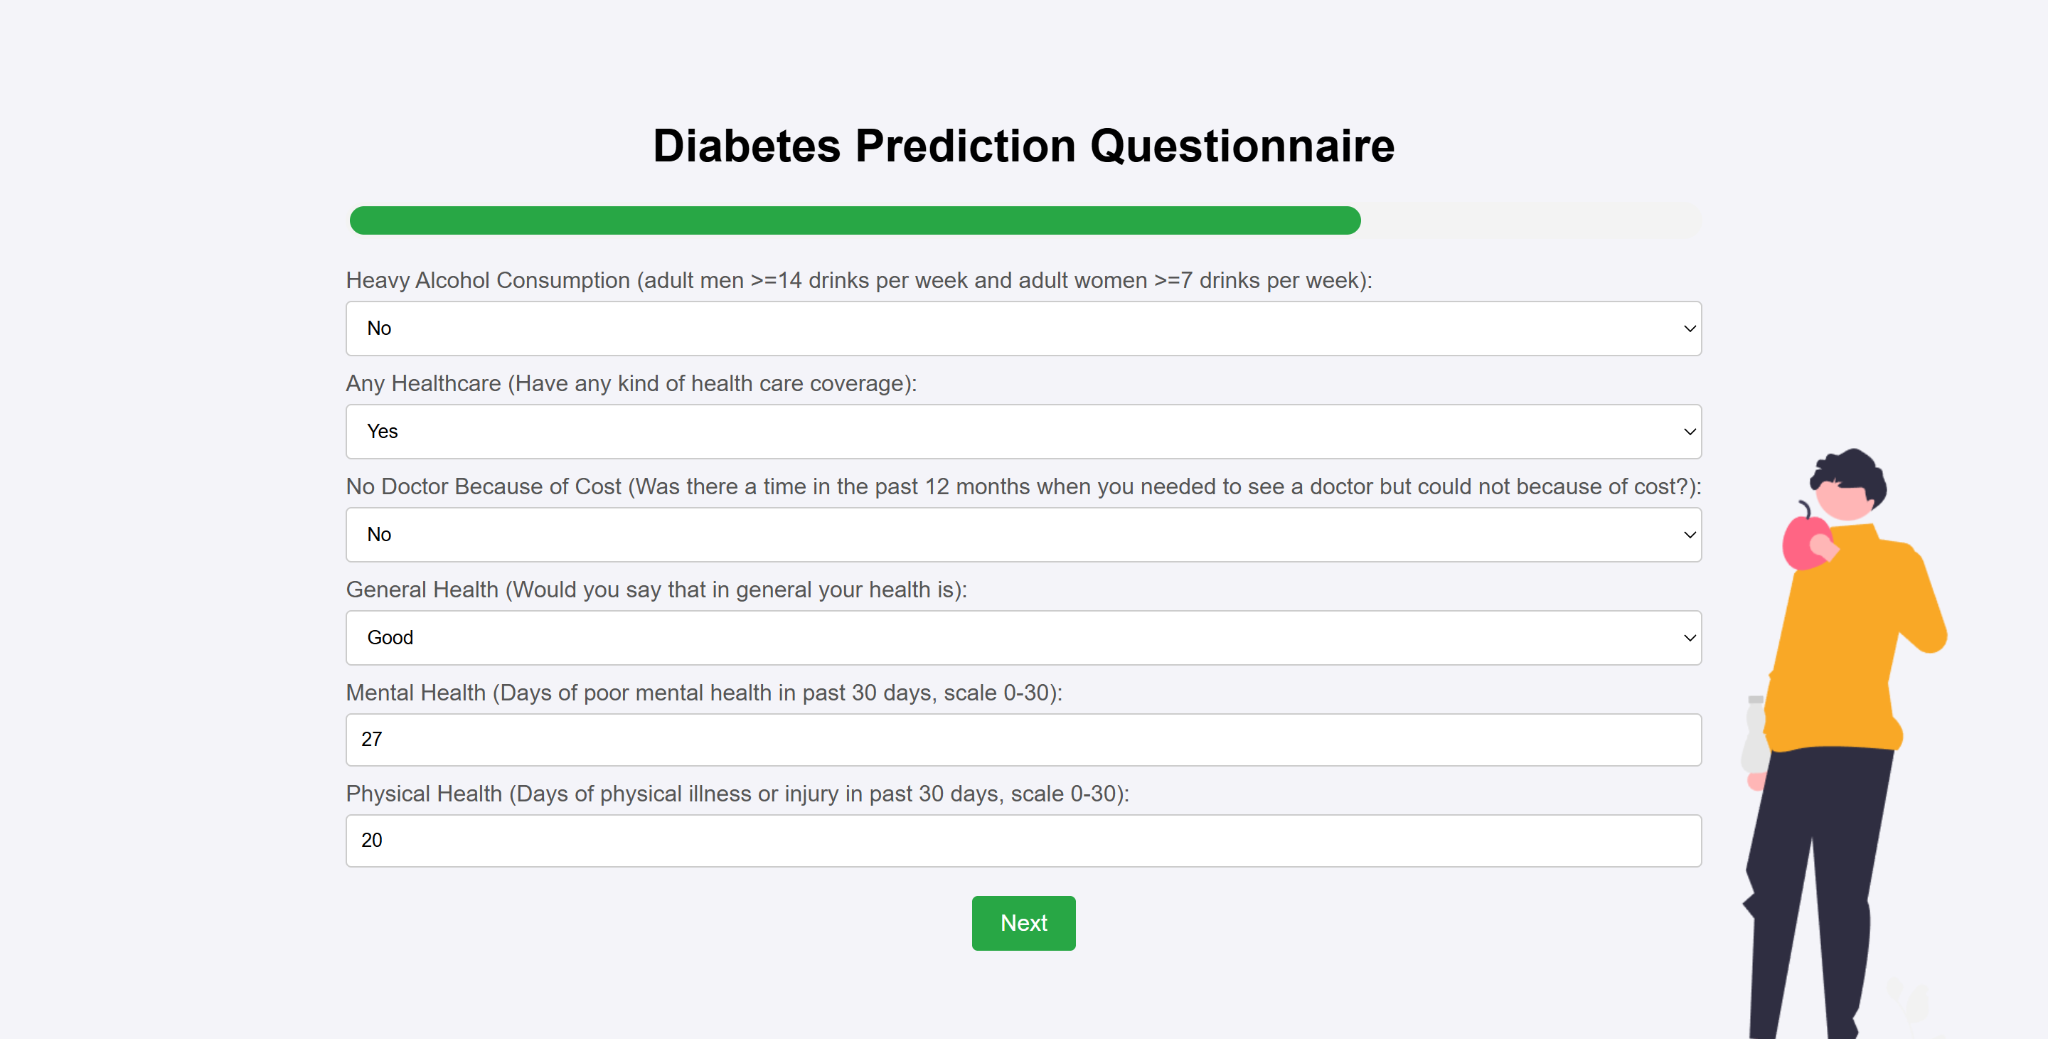 Diabetes Prediction Questionnaire
Heavy Alcohol Consumption (adult men >=14 drinks per week and adult women >=7 drinks per week):
No
Any Healthcare (Have any kind of health care coverage):
Yes
No Doctor Because of Cost (Was there a time in the past 12 months when you needed to see a doctor but could not because of cost?):
No
General Health (Would you say that in general your health is):
Good
Mental Health (Days of poor mental health in past 30 days, scale 0-30):
27
Physical Health (Days of physical illness or injury in past 30 days, scale 0-30):
20
Next